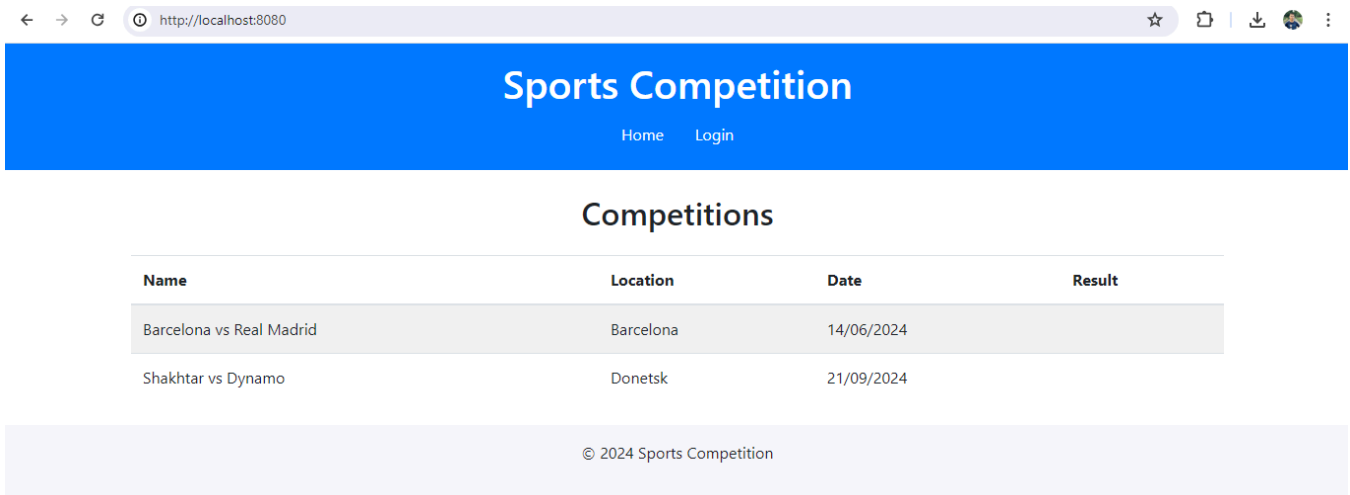 http://localhost:8080
Sports Competition
Home Login
Competitions
Name Location Date Result
Barcelona vs Real Madrid Barcelona 14/06/2024
Shakhtar vs Dynamo Donetsk 21/09/2024
© 2024 Sports Competition